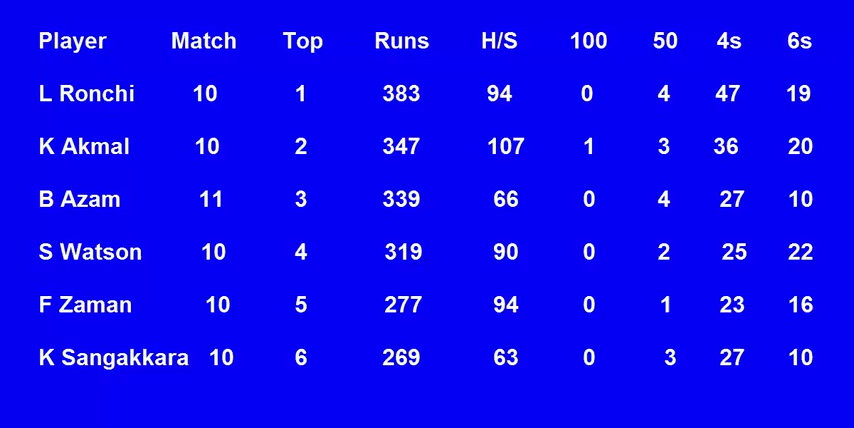 Player Match Top Runs H/S 100 50 4s 6s
L Ronchi 10 1 383 94 0 4 47 19
K Akmal 10 2 347 107 1 3 36 20
B Azam 11 3 339 66 0 4 27 10
S Watson 10 4 319 90 0 2 25 22
F Zaman 10 5 277 94 0 1 23 16
K Sangakkara 10 6 269 63 0 3 27 10